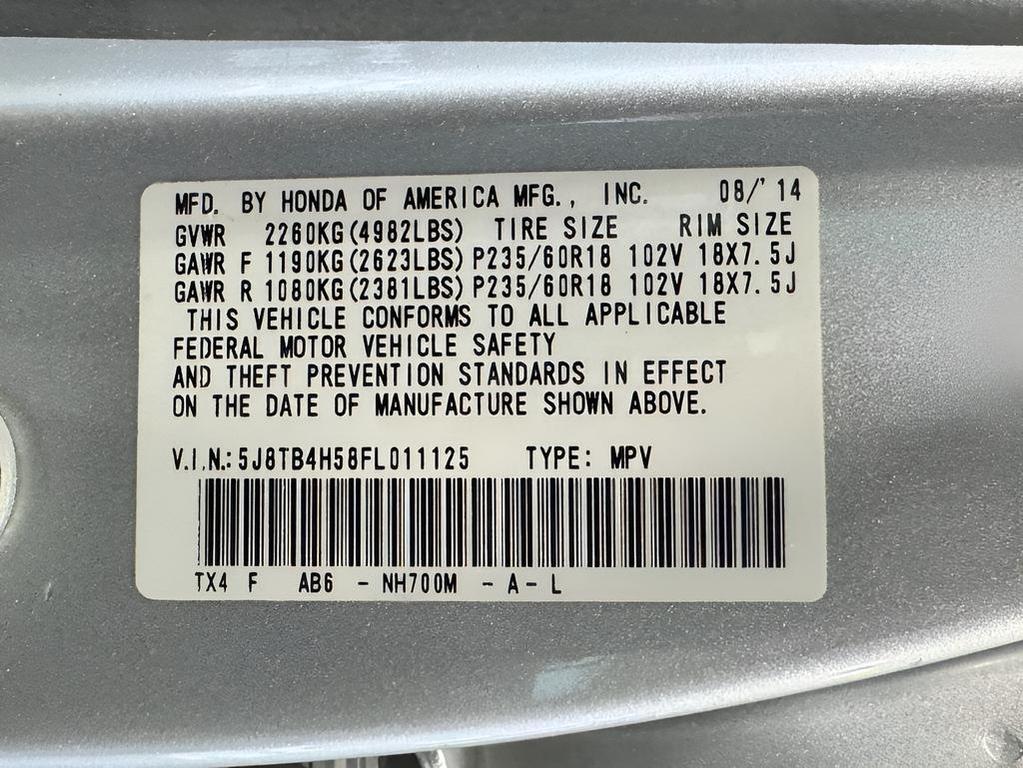 MFD. BY HONDA OF AMERICA MFG., INC. 08/'14
GVWR 2260KG(4982LBS) TIRE SIZE RIM SIZE
GAWR F 1190KG(2623LBS) P235/60R18 102V 18X7.5J
GAWR R 1080KG(2381LBS) P235/60R18 102V 18X7.5J
THIS VEHICLE CONFORMS TO ALL APPLICABLE
FEDERAL MOTOR VEHICLE SAFETY
AND THEFT PREVENTION STANDARDS IN EFFECT
ON THE DATE OF MANUFACTURE SHOWN ABOVE.
V.I.N.: 5J8TB4H58FL011125 TYPE: MPV
TX4 F AB6 - NH700M - A - L